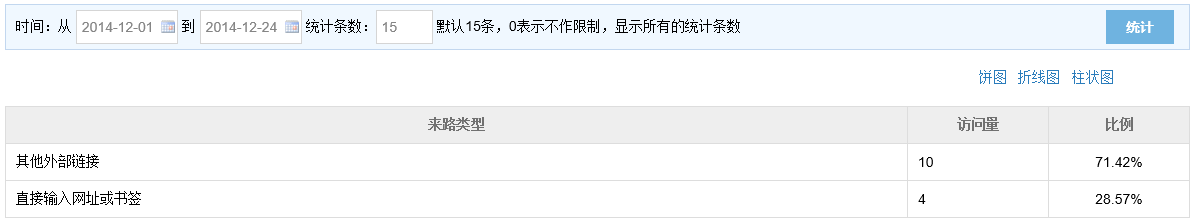 时间：从 2014-12-01 到 2014-12-24 统计条数： 15 默认15条，0表示不作限制，显示所有的统计条数 统计
饼图 折线图 柱状图
来路类型 访问量 比例
其他外部链接 10 71.42%
直接输入网址或书签 4 28.57%